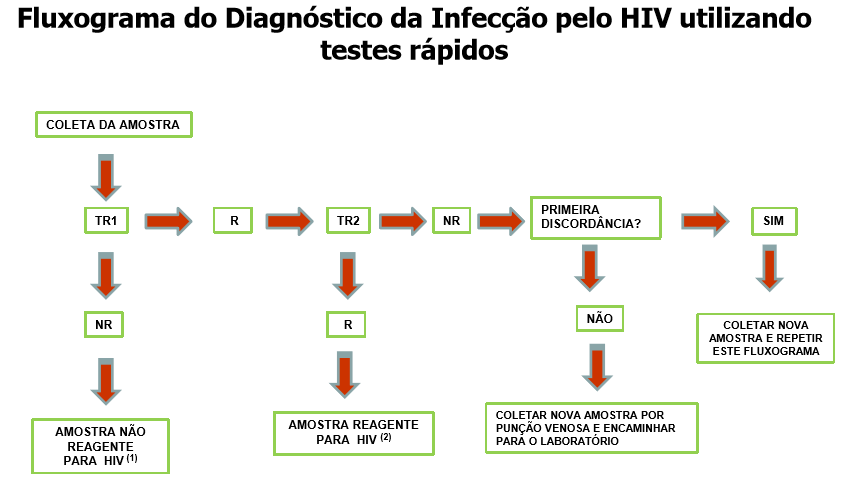 Fluxograma do Diagnóstico da Infecção pelo HIV utilizando
testes rápidos
COLETA DA AMOSTRA
TR1
R
TR2
NR
PRIMEIRA
DISCORDÂNCIA?
SIM
NR
R
NÃO
COLETAR NOVA
AMOSTRA E REPETIR
ESTE FLUXOGRAMA
AMOSTRA NÃO
REAGENTE
PARA HIV (1)
AMOSTRA REAGENTE
PARA HIV (2)
COLETAR NOVA AMOSTRA POR
PUNÇÃO VENOSA E ENCAMINHAR
PARA O LABORATÓRIO